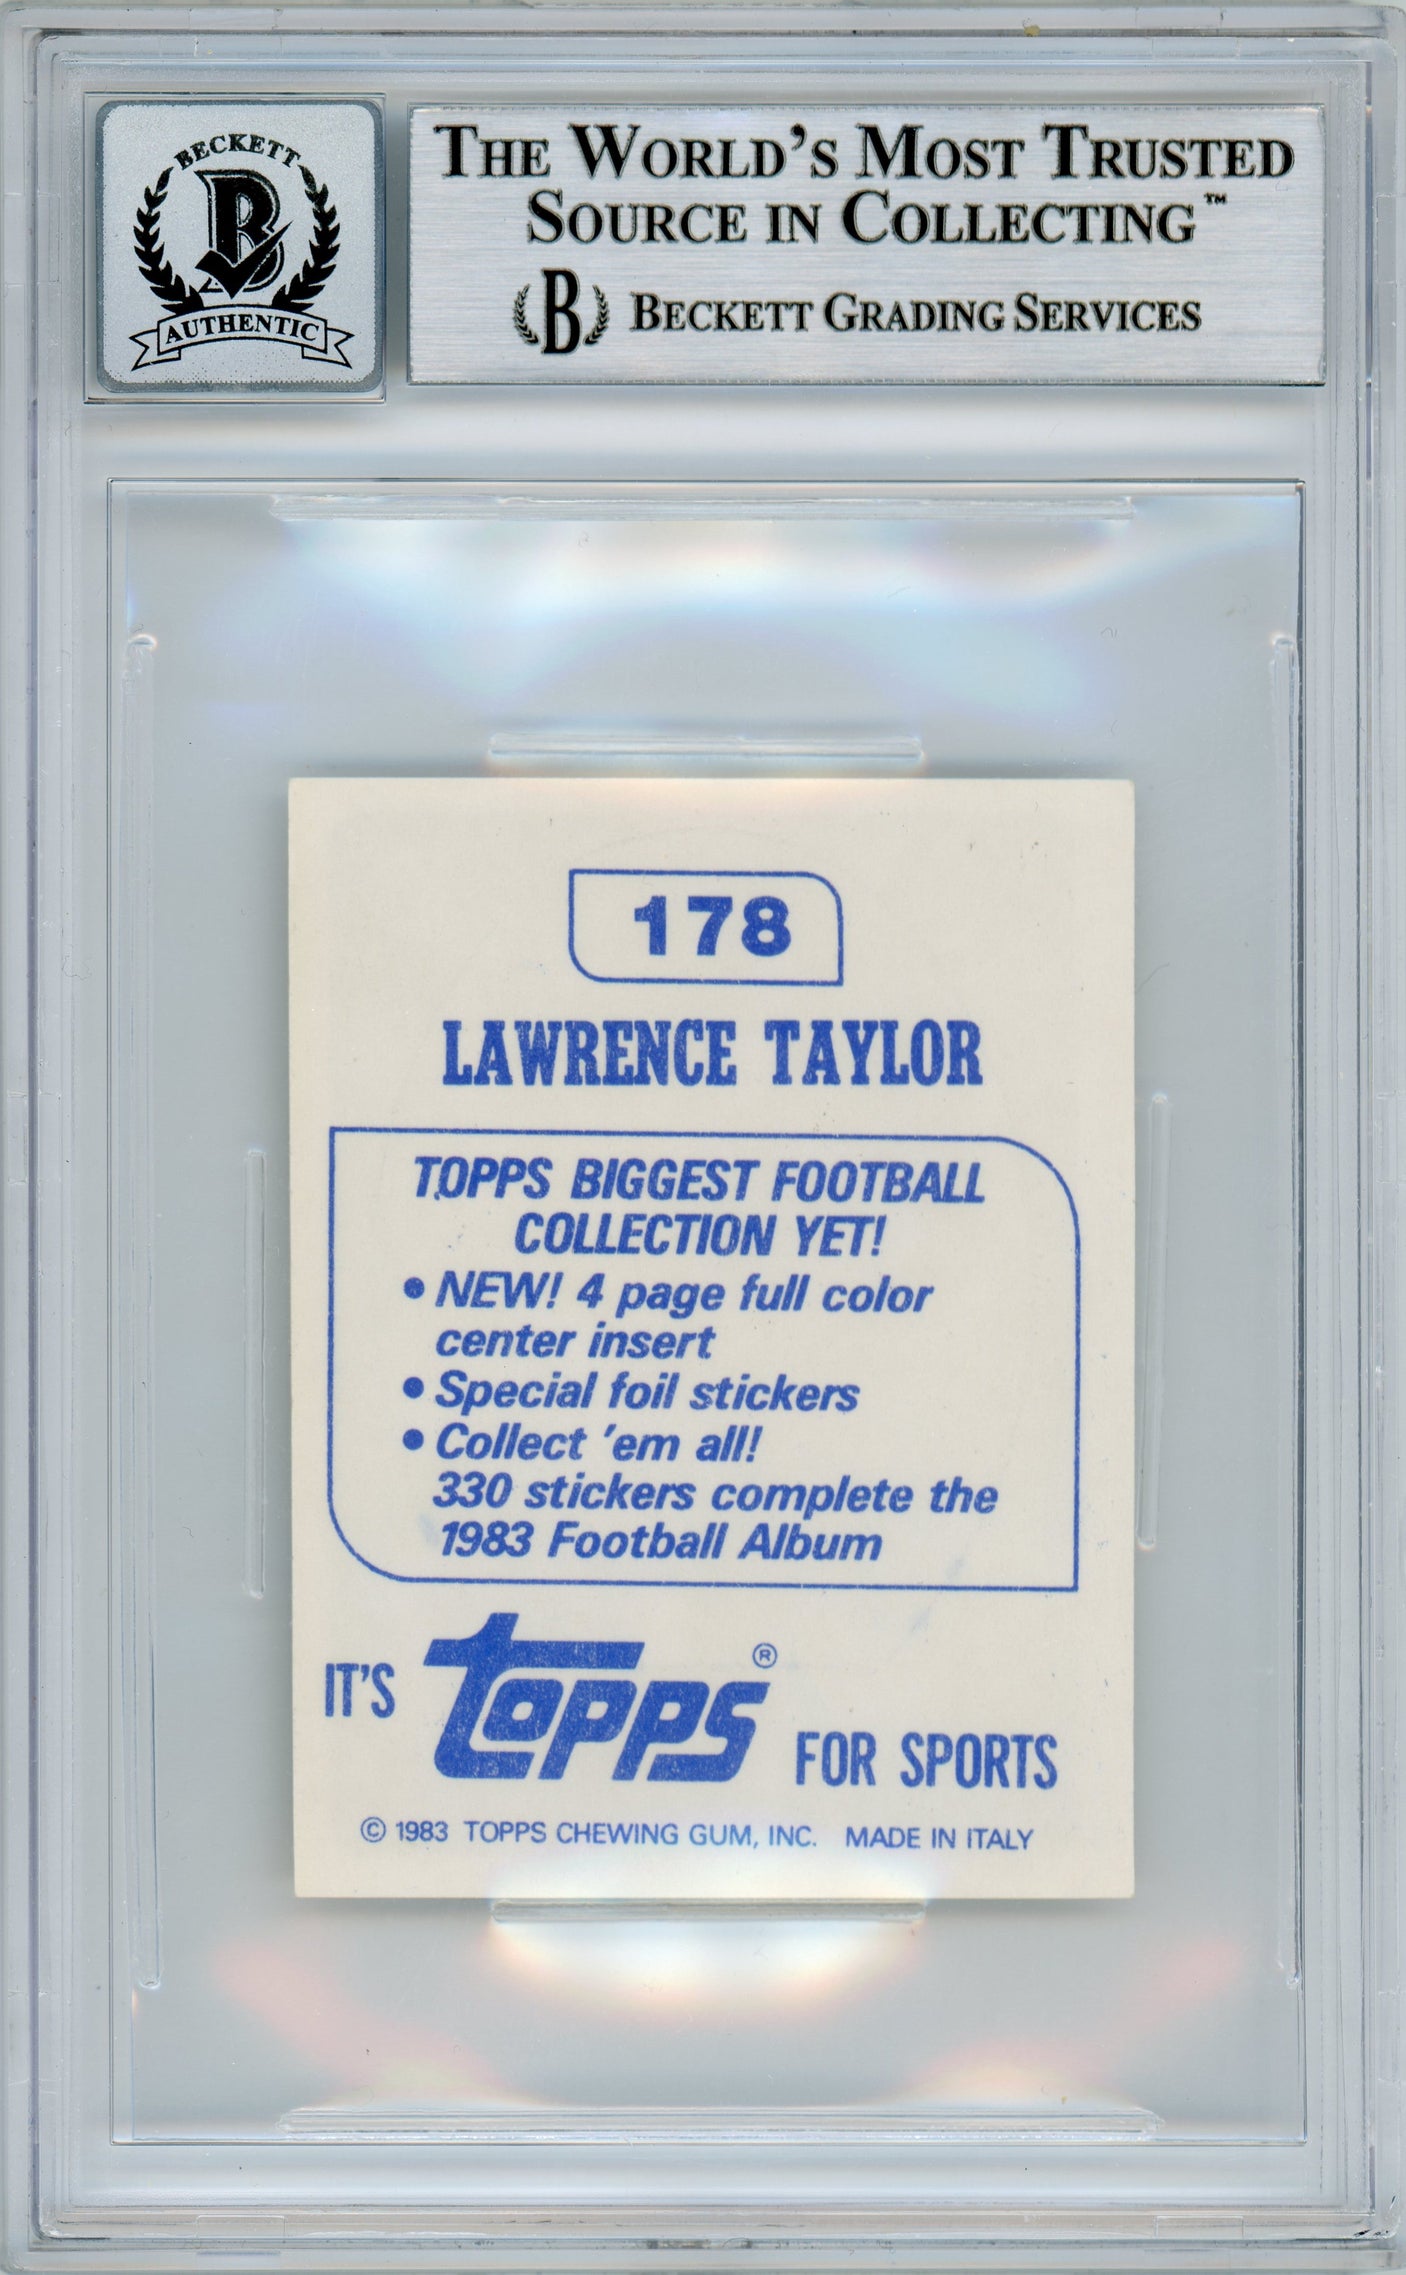 BECKETT
B
AUTHENTIC
THE WORLD'S MOST TRUSTED
SOURCE IN COLLECTING™
B BECKETT GRADING SERVICES
178
LAWRENCE TAYLOR
TOPPS BIGGEST FOOTBALL
COLLECTION YET!
• NEW! 4 page full color
center insert
• Special foil stickers
• Collect 'em all!
330 stickers complete the
1983 Football Album
IT'S topps® FOR SPORTS
© 1983 TOPPS CHEWING GUM, INC. MADE IN ITALY